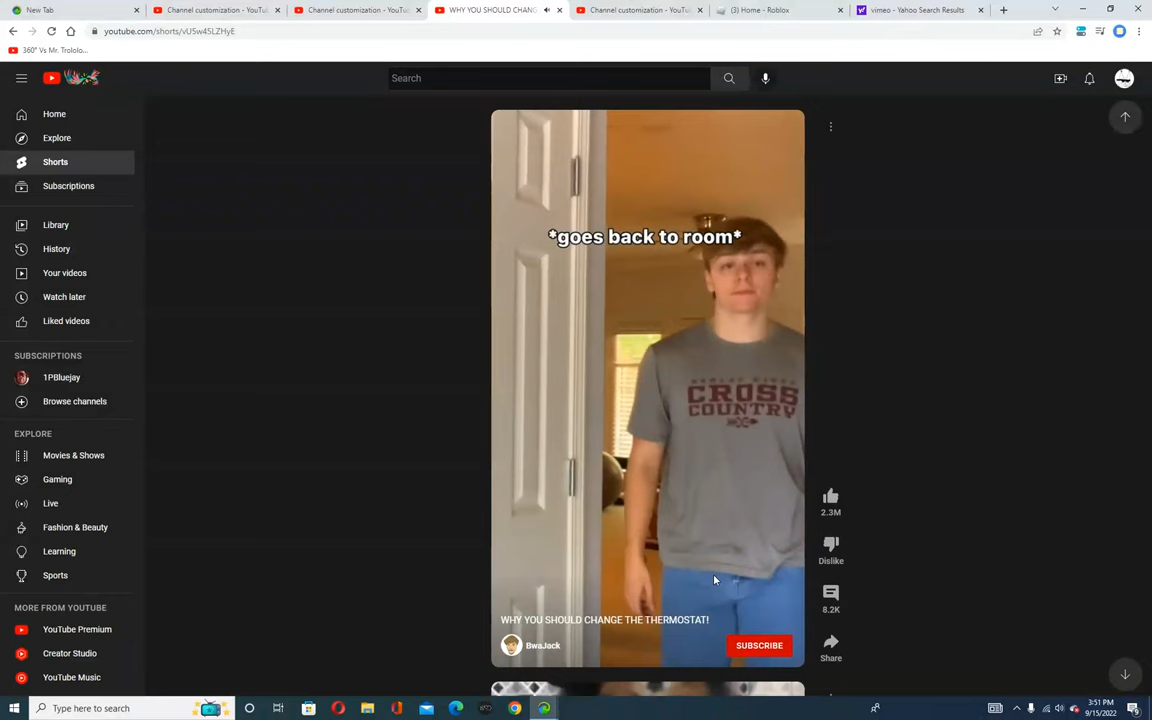 New Tab
Channel customization - YouTu
Channel customization - YouTu
WHY YOU SHOULD CHANG
Channel customization - YouTu
(3) Home - Roblox
vimeo - Yahoo Search Results
youtube.com/shorts/vU5w45LZHyE
360° Vs Mr. Trololo...
Search
Home
Explore
Shorts
Subscriptions
Library
History
Your videos
Watch later
Liked videos
SUBSCRIPTIONS
1PBluejay
Browse channels
EXPLORE
Movies & Shows
Gaming
Live
Fashion & Beauty
Learning
Sports
MORE FROM YOUTUBE
YouTube Premium
Creator Studio
YouTube Music
*goes back to room*
CROSS
COUNTRY
WHY YOU SHOULD CHANGE THE THERMOSTAT!
BwaJack
SUBSCRIBE
2.3M
Dislike
8.2K
Share
Type here to search
3:51 PM
9/15/2022